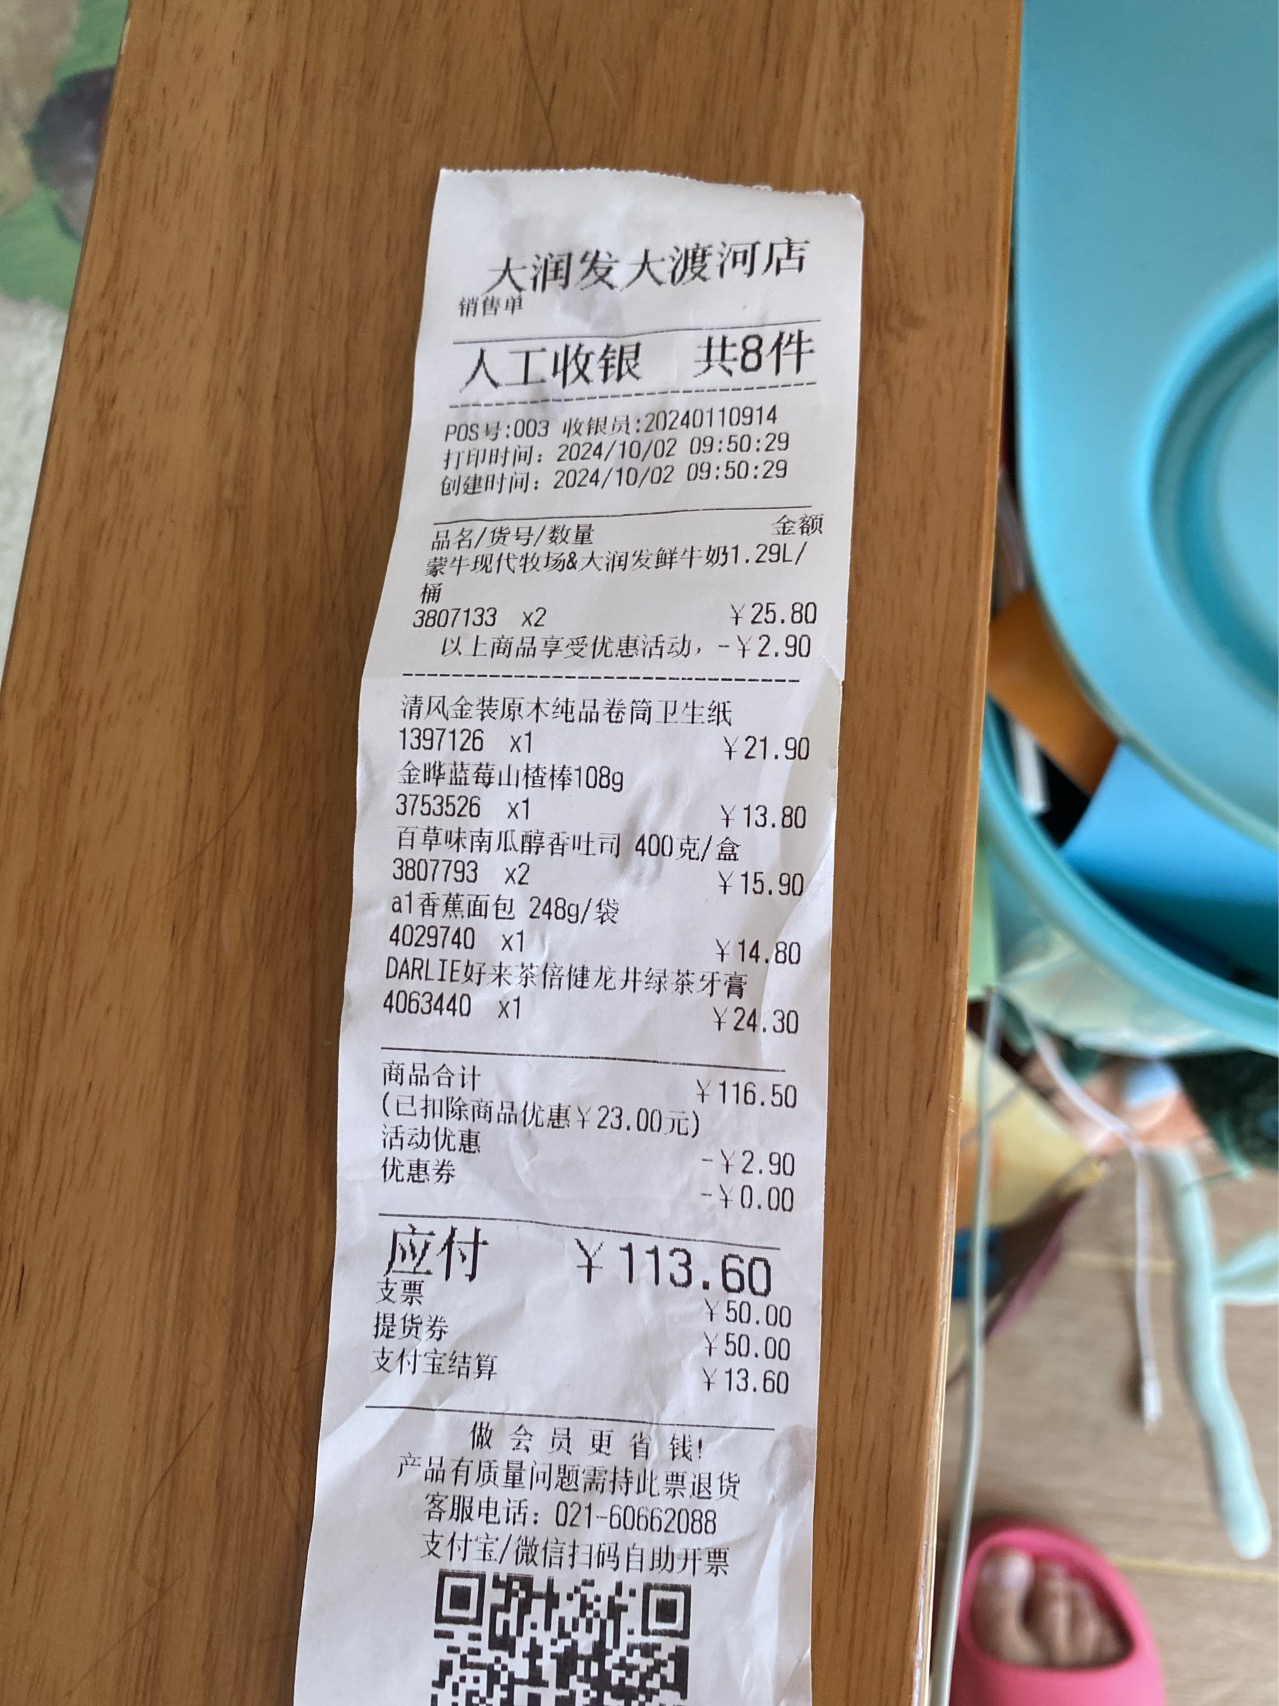 大润发大渡河店
销售单
人工收银 共8件
POS号:003 收银员:20240110914
打印时间: 2024/10/02 09:50:29
创建时间: 2024/10/02 09:50:29
品名/货号/数量 金额
蒙牛现代牧场&大润发鲜牛奶1.29L/
桶
3807133 x2 ￥25.80
以上商品享受优惠活动, -￥2.90
清风金装原木纯品卷筒卫生纸
1397126 x1 ￥21.90
金晔蓝莓山楂棒108g
3753526 x1 ￥13.80
百草味南瓜醇香吐司 400克/盒
3807793 x2 ￥15.90
a1香蕉面包 248g/袋
4029740 x1 ￥14.80
DARLIE好来茶倍健龙井绿茶牙膏
4063440 x1 ￥24.30
商品合计 ￥116.50
(已扣除商品优惠￥23.00元)
活动优惠 -￥2.90
优惠券 -￥0.00
应付 ￥113.60
支票 ￥50.00
提货券 ￥50.00
支付宝结算 ￥13.60
做会员更省钱!
产品有质量问题需持此票退货
客服电话: 021-60662088
支付宝/微信扫码自助开票